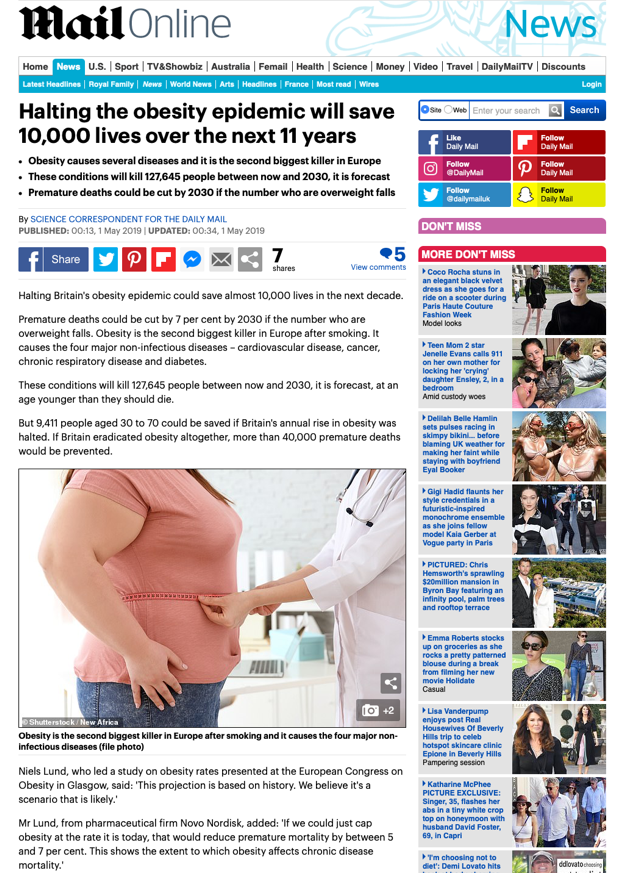 Mail Online
News
Home News U.S. Sport TV&Showbiz Australia Femail Health Science Money Video Travel DailyMailTV Discounts
Latest Headlines Royal Family News World News Arts Headlines France Most read Wires Login
Halting the obesity epidemic will save
10,000 lives over the next 11 years
• Obesity causes several diseases and it is the second biggest killer in Europe
• These conditions will kill 127,645 people between now and 2030, it is forecast
• Premature deaths could be cut by 2030 if the number who are overweight falls
By SCIENCE CORRESPONDENT FOR THE DAILY MAIL
PUBLISHED: 00:13, 1 May 2019 | UPDATED: 00:34, 1 May 2019
Share
7
shares
5
View comments
Halting Britain's obesity epidemic could save almost 10,000 lives in the next decade.
Premature deaths could be cut by 7 per cent by 2030 if the number who are
overweight falls. Obesity is the second biggest killer in Europe after smoking. It
causes the four major non-infectious diseases – cardiovascular disease, cancer,
chronic respiratory disease and diabetes.
These conditions will kill 127,645 people between now and 2030, it is forecast, at an
age younger than they should die.
But 9,411 people aged 30 to 70 could be saved if Britain's annual rise in obesity was
halted. If Britain eradicated obesity altogether, more than 40,000 premature deaths
would be prevented.
+2
© Shutterstock / New Africa
Obesity is the second biggest killer in Europe after smoking and it causes the four major non-
infectious diseases (file photo)
Niels Lund, who led a study on obesity rates presented at the European Congress on
Obesity in Glasgow, said: 'This projection is based on history. We believe it's a
scenario that is likely.'
Mr Lund, from pharmaceutical firm Novo Nordisk, added: 'If we could just cap
obesity at the rate it is today, that would reduce premature mortality by between 5
and 7 per cent. This shows the extent to which obesity affects chronic disease
mortality.'
Site Web Enter your search Search
Like
Daily Mail
Follow
Daily Mail
Follow
@DailyMail
Follow
Daily Mail
Follow
@dailymailuk
Follow
Daily Mail
DON'T MISS
MORE DON'T MISS
Coco Rocha stuns in
an elegant black velvet
dress as she goes for a
ride on a scooter during
Paris Haute Couture
Fashion Week
Model looks
Teen Mom 2 star
Jenelle Evans calls 911
on her own mother for
locking her 'crying'
daughter Ensley, 2, in a
bedroom
Amid custody woes
Delilah Belle Hamlin
sets pulses racing in
skimpy bikini... before
blaming UK weather for
making her faint while
staying with boyfriend
Eyal Booker
Gigi Hadid flaunts her
style credentials in a
futuristic-inspired
monochrome ensemble
as she joins fellow
model Kaia Gerber at
Vogue party in Paris
PICTURED: Chris
Hemsworth's sprawling
$20million mansion in
Byron Bay featuring an
infinity pool, palm trees
and rooftop terrace
Emma Roberts stocks
up on groceries as she
rocks a pretty patterned
blouse during a break
from filming her new
movie Holidate
Casual
Lisa Vanderpump
enjoys post Real
Housewives Of Beverly
Hills trip to celeb
hotspot skincare clinic
Epione in Beverly Hills
Pampering session
Katharine McPhee
PICTURE EXCLUSIVE:
Singer, 35, flashes her
abs in a tiny white crop
top on honeymoon with
husband David Foster,
69, in Capri
'I'm choosing not to
diet': Demi Lovato hits
ddlovato choosing